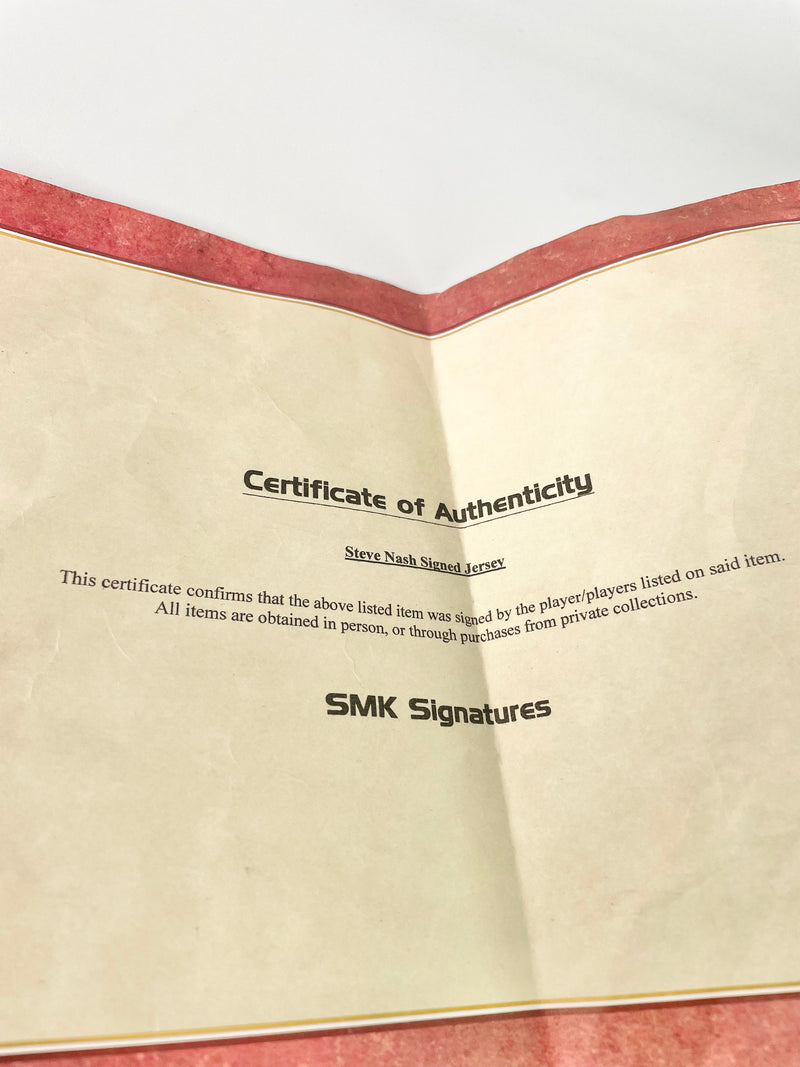 Certificate of Authenticity
Steve Nash Signed Jersey
This certificate confirms that the above listed item was signed by the player/players listed on said item.
All items are obtained in person, or through purchases from private collections.
SMK Signatures